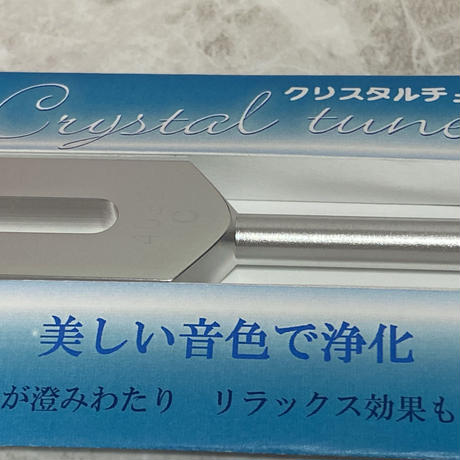 クリスタルチュ
Crystal tune
美しい音色で浄化
が澄みわたり リラックス効果も